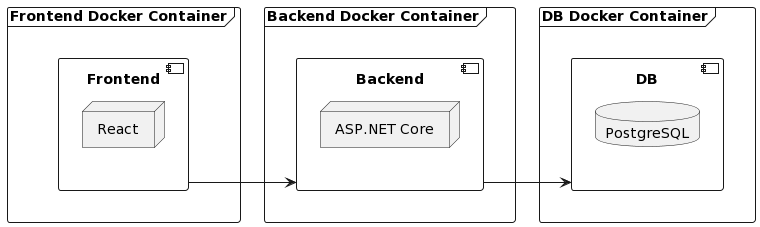 Frontend Docker Container
Backend Docker Container
DB Docker Container
Frontend
Backend
DB
React
ASP.NET Core
PostgreSQL